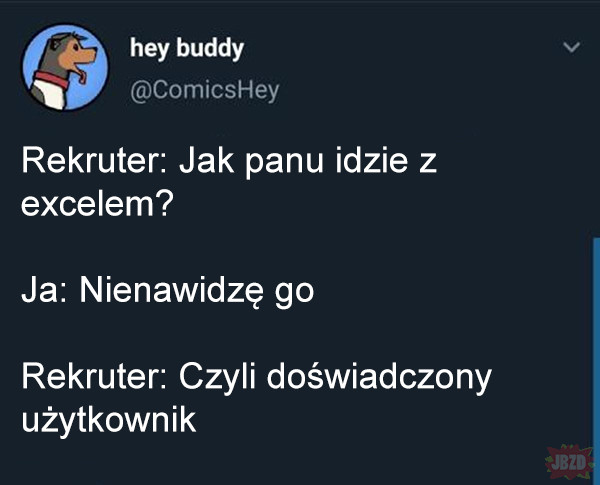 hey buddy
@ComicsHey
Rekruter: Jak panu idzie z
excelem?
Ja: Nienawidzę go
Rekruter: Czyli doświadczony
użytkownik
JBZD